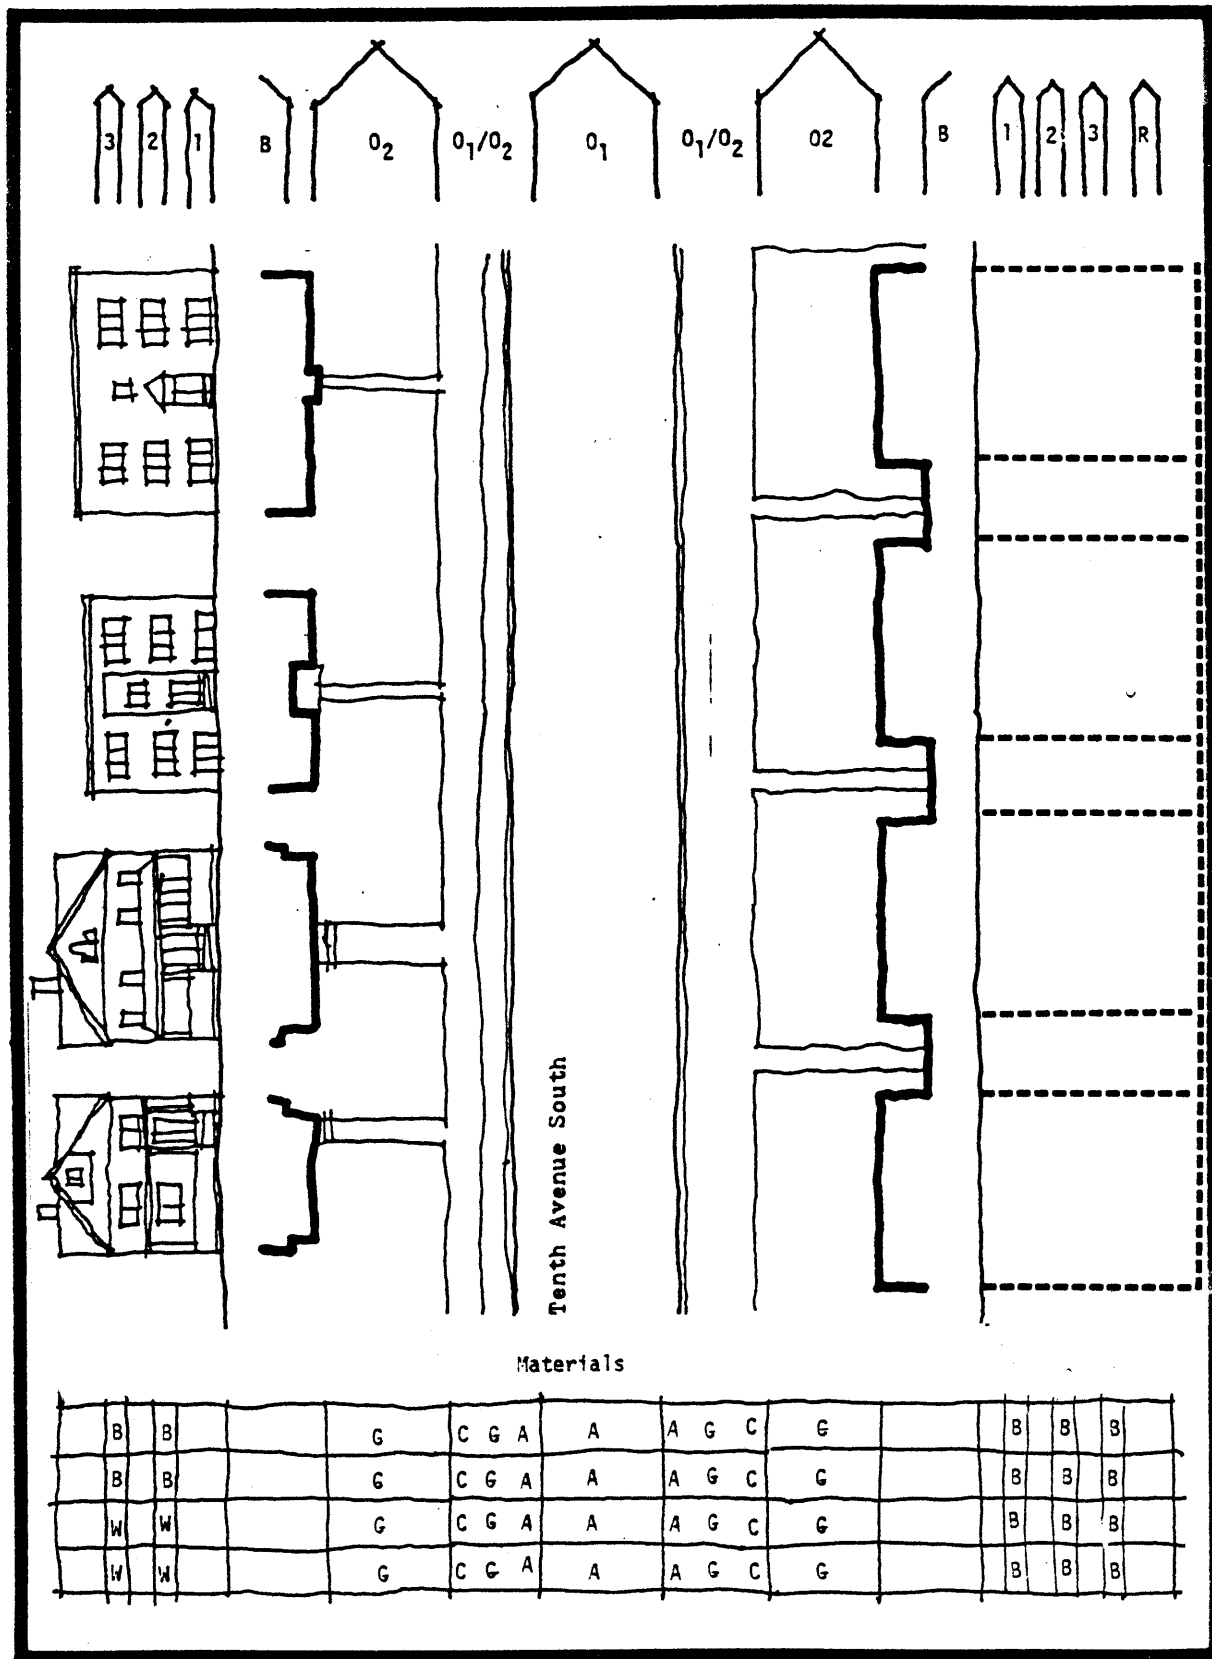 3 2 1 B O₂ O₁/O₂ O₁ O₁/O₂ O2 B 1 2 3 R
Tenth Avenue South
Materials
B B G C G A A A G C G B B B
B B G C G A A A G C G B B B
W W G C G A A A G C G B B B
W W G C G A A A G C G B B B